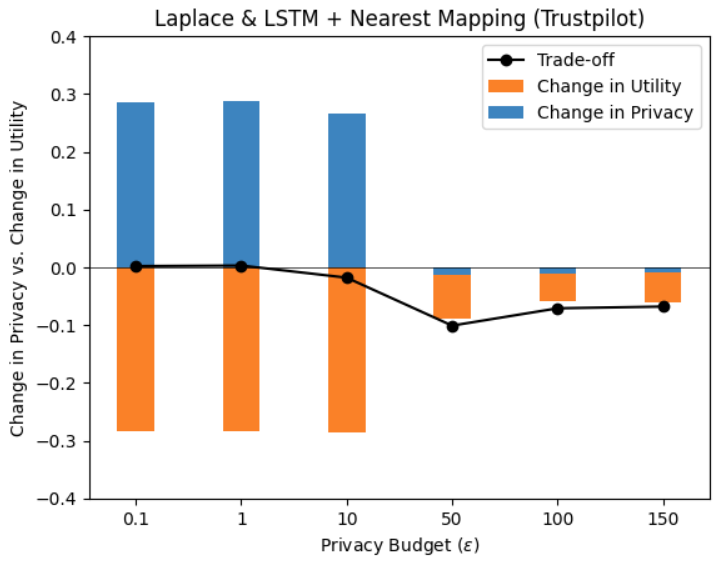 Laplace & LSTM + Nearest Mapping (Trustpilot)
Trade-off
Change in Utility
Change in Privacy
Change in Privacy vs. Change in Utility
0.4
0.3
0.2
0.1
0.0
−0.1
−0.2
−0.3
−0.4
0.1 1 10 50 100 150
Privacy Budget (ε)